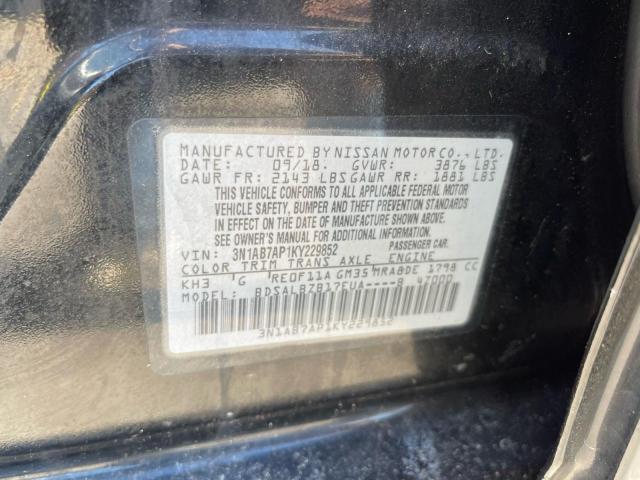 MANUFACTURED BY NISSAN MOTOR CO., LTD.
DATE: 09/18. GVWR: 3876 LBS
GAWR FR: 2143 LBS GAWR RR: 1881 LBS
THIS VEHICLE CONFORMS TO ALL APPLICABLE FEDERAL MOTOR
VEHICLE SAFETY, BUMPER AND THEFT PREVENTION STANDARDS
IN EFFECT ON THE DATE OF MANUFACTURE SHOWN ABOVE.
SEE OWNER'S MANUAL FOR ADDITIONAL INFORMATION.
VIN: 3N1AB7AP1KY229852 PASSENGER CAR
COLOR TRIM TRANS AXLE ENGINE
KH3 G RE0F11A GM35 MRA8DE 1798 CC
MODEL: BDSALBZB17EUA----B 47000
3N1AB7AP1KY229852